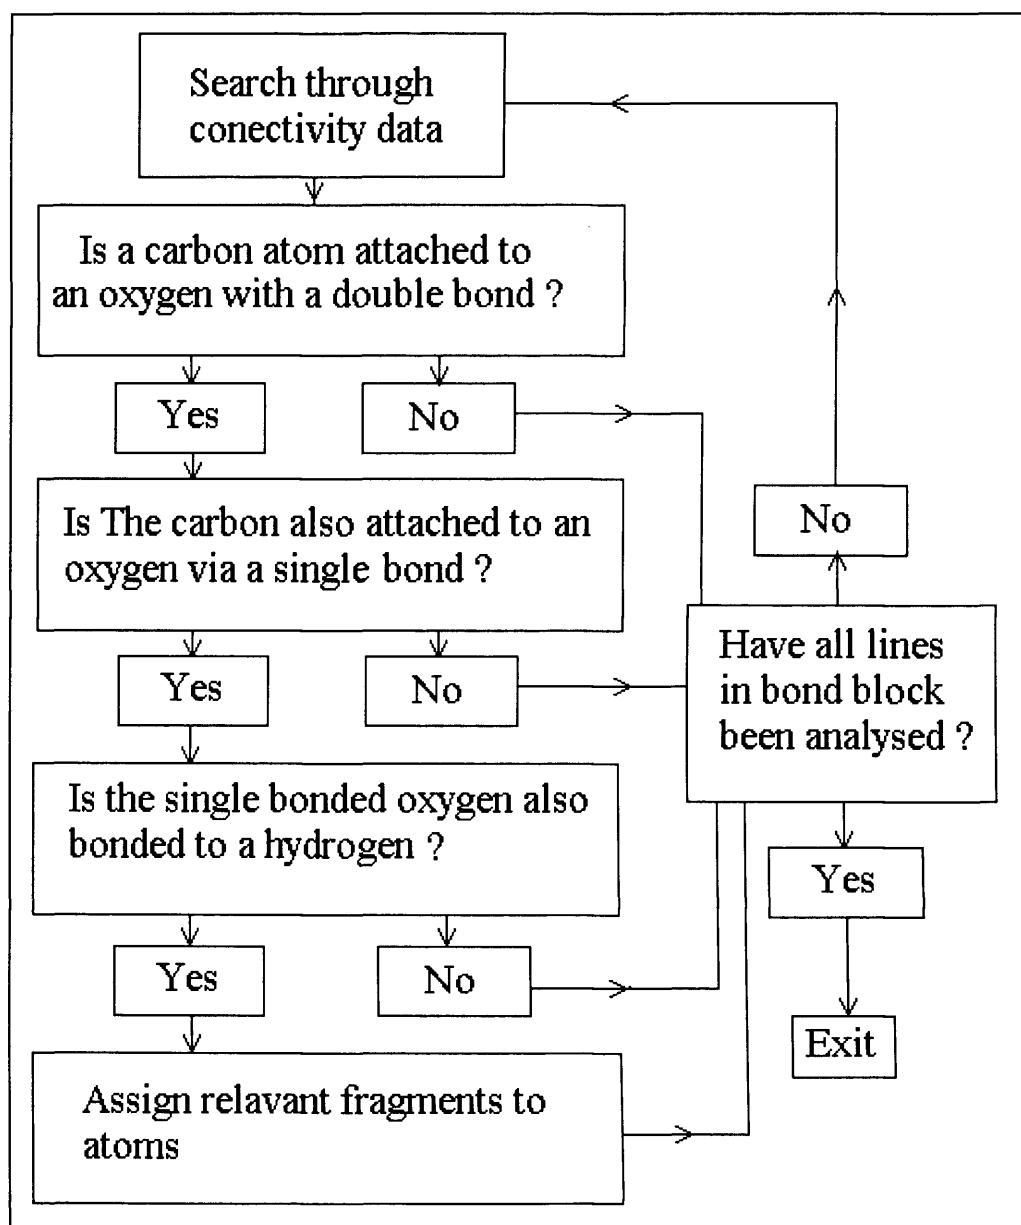 Search through
conectivity data
Is a carbon atom attached to
an oxygen with a double bond ?
Yes
No
Is The carbon also attached to an
oxygen via a single bond ?
No
Yes
No
Have all lines
in bond block
been analysed ?
Is the single bonded oxygen also
bonded to a hydrogen ?
Yes
Yes
No
Exit
Assign relavant fragments to
atoms